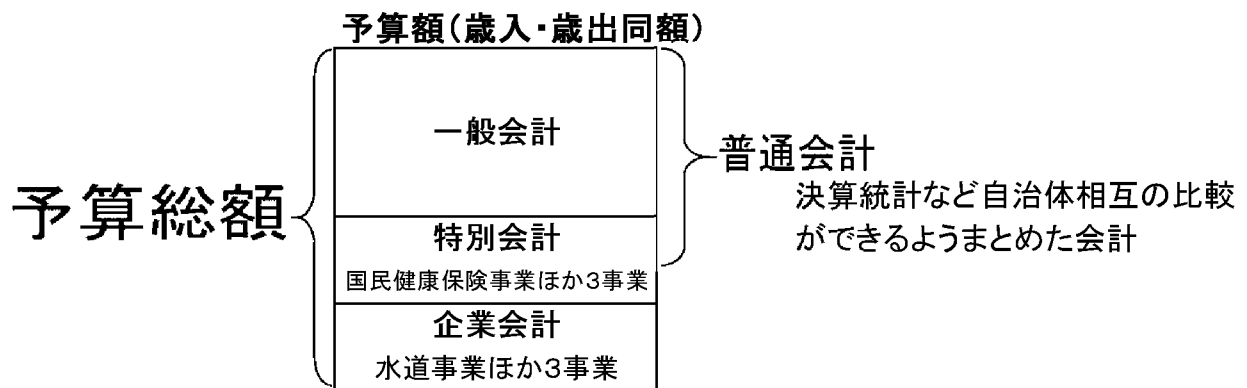 予算額(歳入・歳出同額)
予算総額
一般会計
特別会計
国民健康保険事業ほか3事業
企業会計
水道事業ほか3事業
普通会計
決算統計など自治体相互の比較
ができるようまとめた会計